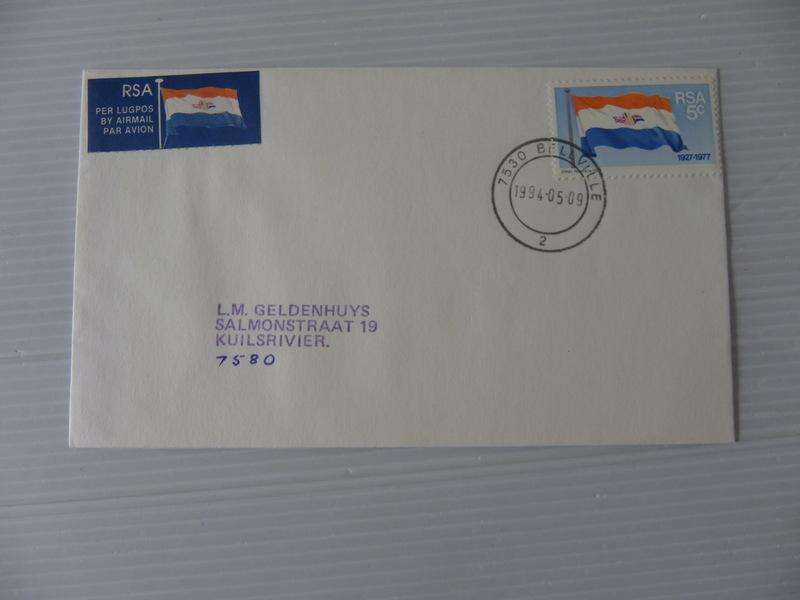 RSA
PER LUGPOS
BY AIRMAIL
PAR AVION
RSA
5c
1927-1977
7530 BELLVILLE
1994-05-09
2
L.M. GELDENHUYS
SALMONSTRAAT 19
KUILSRIVIER.
7580